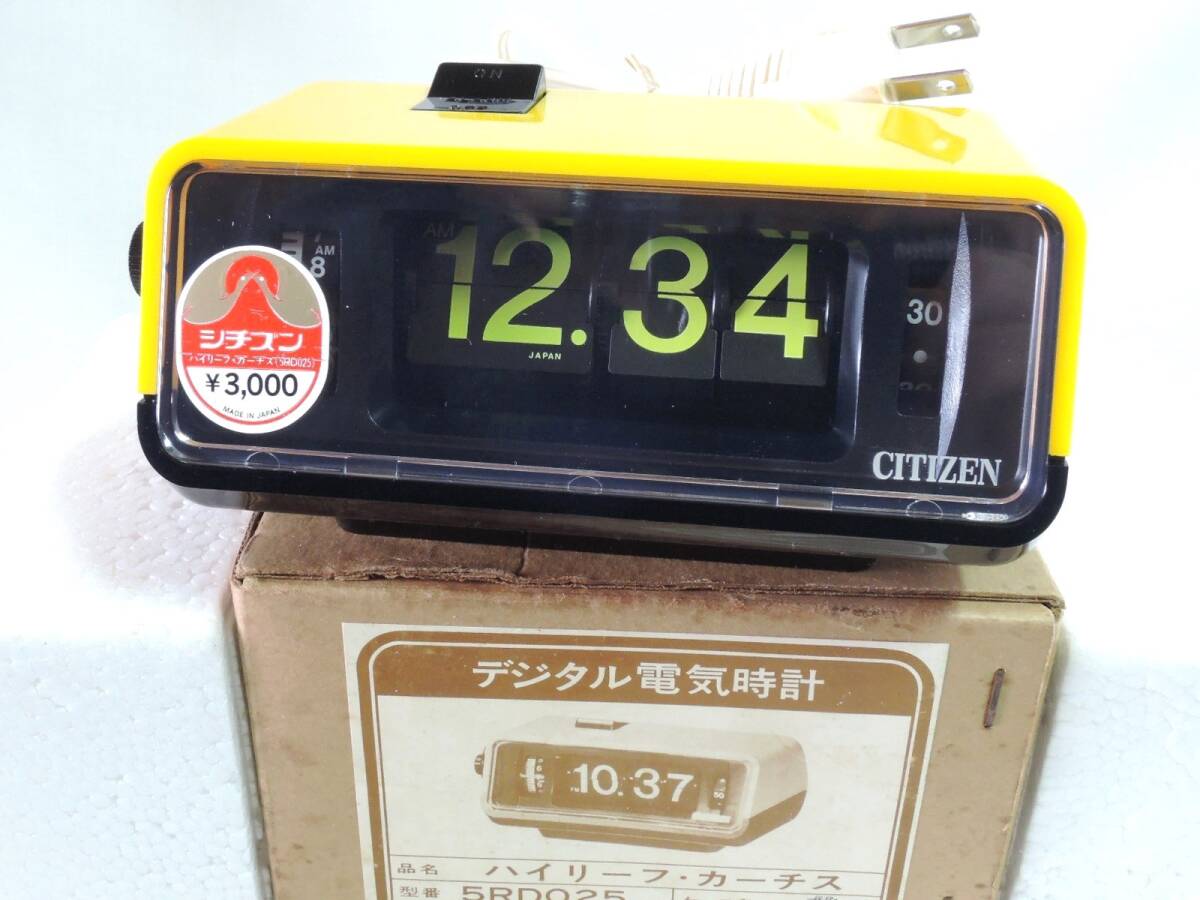 ON
AM
8
AM
12.34
JAPAN
30
シチズン
ハイリーフ・カーチス(5RD025)
¥3,000
MADE IN JAPAN
CITIZEN
デジタル電気時計
10.37
品名 ハイリーフ・カーチス
型番 5RD025